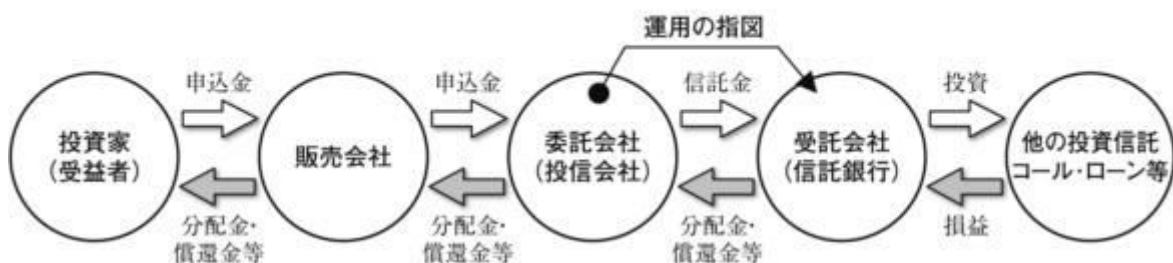 運用の指図
申込金
申込金
信託金
投資
投資家
(受益者)
販売会社
委託会社
(投信会社)
受託会社
(信託銀行)
他の投資信託
コール・ローン等
分配金・
償還金等
分配金・
償還金等
分配金・
償還金等
損益